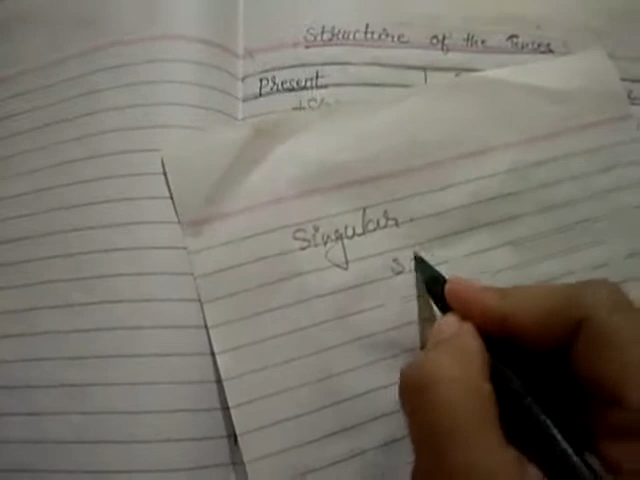 Structure of the Tenses
Present
Singular
S